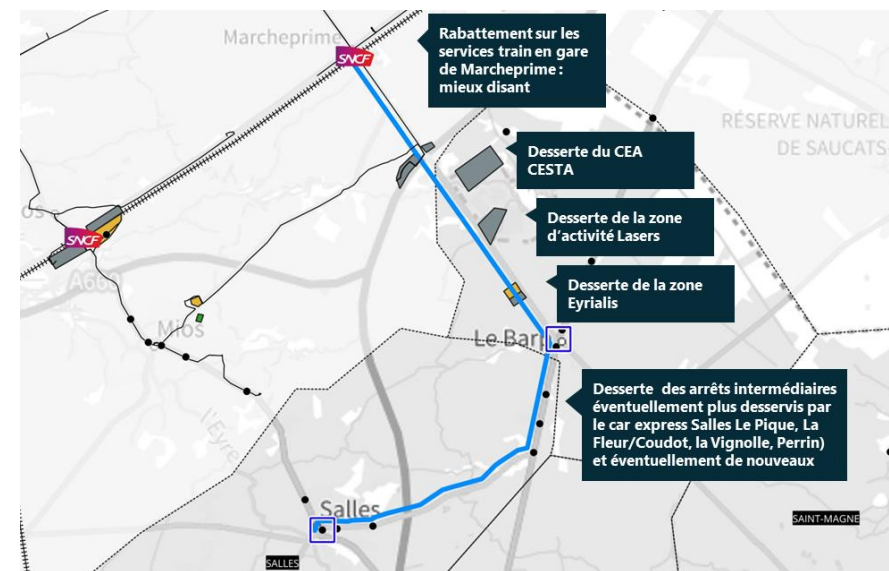 Marcheprime
SNCF
Rabattement sur les
services train en gare
de Marcheprime :
mieux disant
RÉSERVE NATUREL
DE SAUCATS-
Desserte du CEA
CESTA
Desserte de la zone
d'activité Lasers
SNCF
A660
Desserte de la zone
Eyrialis
Mios
Le Barp
l'Eyre
Desserte des arrêts intermédiaires
éventuellement plus desservis par
le car express Salles Le Pique, La
Fleur/Coudot, la Vignolle, Perrin)
et éventuellement de nouveaux
Salles
SAINT-MAGNE
SALLES